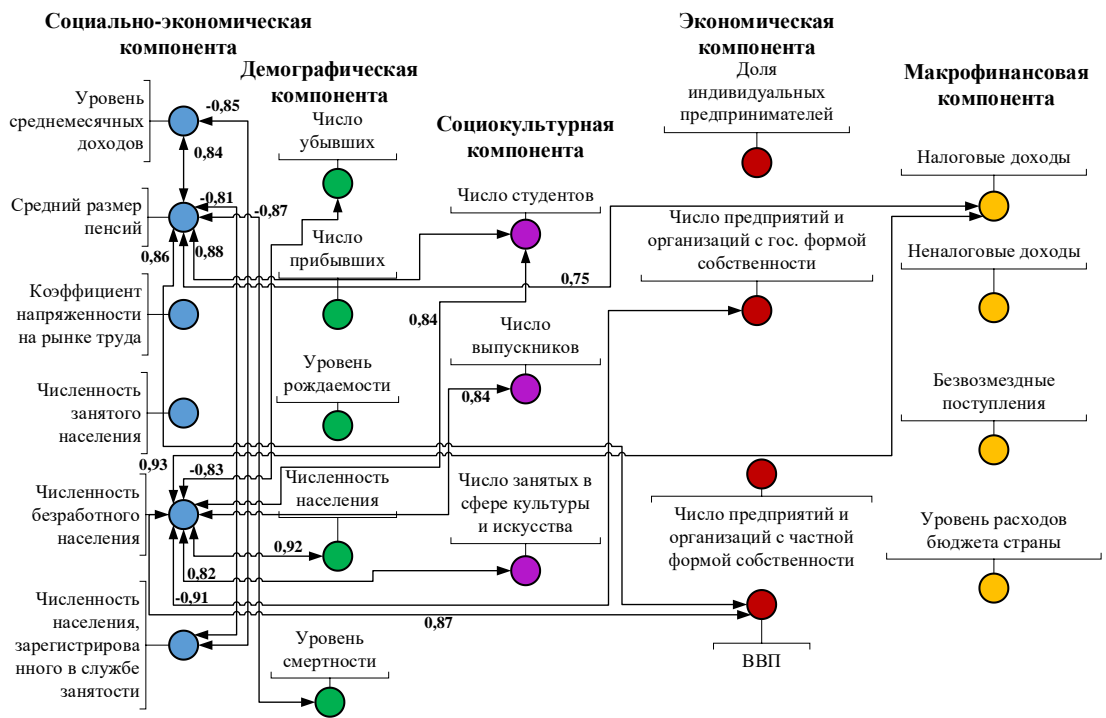 Социально-экономическая
компонента
Уровень
среднемесячных
доходов
Средний размер
пенсий
Коэффициент
напряженности
на рынке труда
Численность
занятого
населения
Численность
безработного
населения
Численность
населения,
зарегистрирова
нного в службе
занятости
-0,85
0,84
-0,81
-0,87
0,86
0,88
0,93
-0,83
0,92
0,82
-0,91
Демографическая
компонента
Число
убывших
Число
прибывших
Уровень
рождаемости
Численность
населения
Уровень
смертности
Социокультурная
компонента
Число студентов
0,84
Число
выпускников
0,84
Число занятых в
сфере культуры
и искусства
0,87
0,75
Экономическая
компонента
Доля
индивидуальных
предпринимателей
Число предприятий и
организаций с гос. формой
собственности
Число предприятий и
организаций с частной
формой собственности
ВВП
Макрофинансовая
компонента
Налоговые доходы
Неналоговые доходы
Безвозмездные
поступления
Уровень расходов
бюджета страны